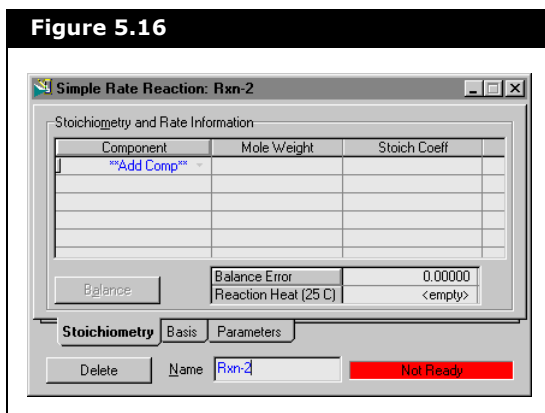 Figure 5.16
Simple Rate Reaction: Rxn-2
Stoichiometry and Rate Information
Component Mole Weight Stoich Coeff
**Add Comp**
Balance
Balance Error 0.00000
Reaction Heat (25 C) <empty>
Stoichiometry Basis Parameters
Delete Name Rxn-2 Not Ready